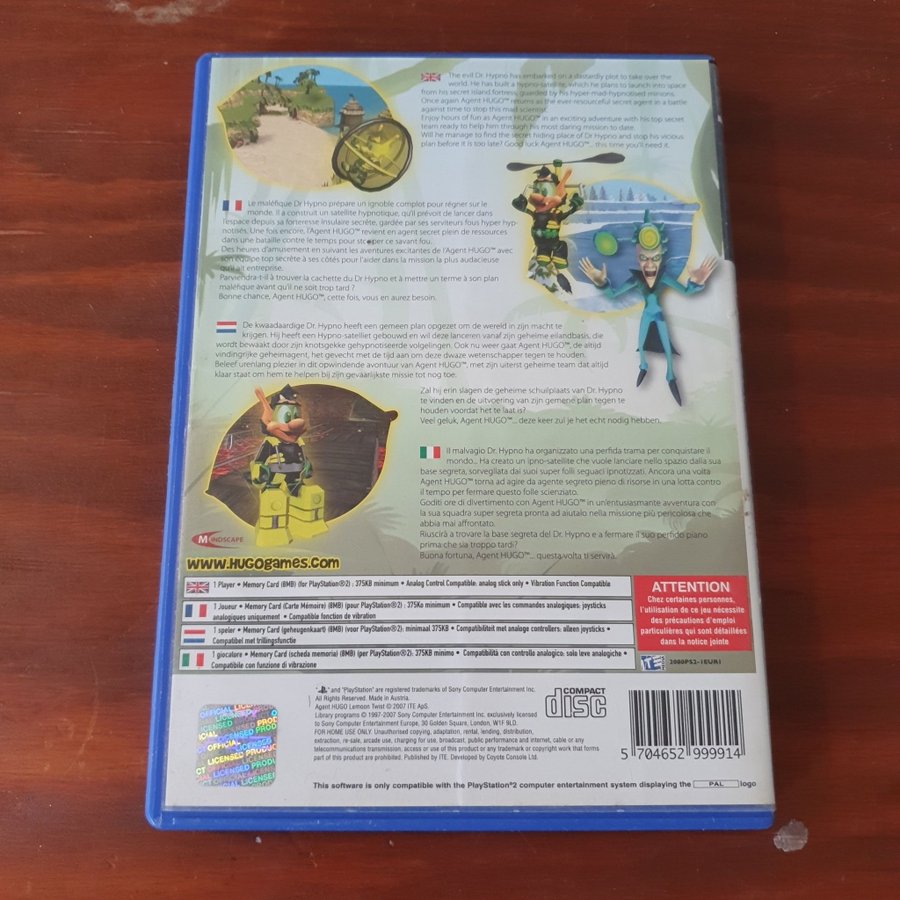 The evil Dr. Hypno has embarked on a dastardly plot to take over the
world. He has built a hypno-satellite, which he plans to launch into space
from his secret island fortress, guarded by his hyper-mad-hypnotised minions.
Once again Agent HUGO™ returns as the ever-resourceful secret agent in a battle
against time to stop this mad scientist.
Enjoy hours of fun as Agent HUGO™ in an exciting adventure with his top secret
team ready to help him through his most daring mission to date.
Will he manage to find the secret hiding place of Dr Hypno and stop his vicious
plan before it is too late? Good luck Agent HUGO™... this time you'll need it.
Le maléfique Dr Hypno prépare un ignoble complot pour régner sur le
monde. Il a construit un satellite hypnotique, qu'il prévoit de lancer dans
l'espace depuis sa forteresse insulaire secrète, gardée par ses serviteurs fous hyper hyp-
notisés. Une fois encore, l'Agent HUGO™ revient en agent secret plein de ressources
dans une bataille contre le temps pour stopper ce savant fou.
Des heures d'amusement en suivant les aventures excitantes de l'Agent HUGO™ avec
son équipe top secrète à ses côtés pour l'aider dans la mission la plus audacieuse
qu'il ait entreprise.
Parviendra-t-il à trouver la cachette du Dr Hypno et à mettre un terme à son plan
maléfique avant qu'il ne soit trop tard ?
Bonne chance, Agent HUGO™, cette fois, vous en aurez besoin.
De kwaadaardige Dr. Hypno heeft een gemeen plan opgezet om de wereld in zijn macht te
krijgen. Hij heeft een Hypno-satelliet gebouwd en wil deze lanceren vanaf zijn geheime eilandbasis, die
wordt bewaakt door zijn knotsgekke gehypnotiseerde volgelingen. Ook nu weer gaat Agent HUGO™, de altijd
vindingrijke geheimagent, het gevecht met de tijd aan om deze dwaze wetenschapper tegen te houden.
Beleef urenlang plezier in dit opwindende avontuur van Agent HUGO™, met zijn uiterst geheime team dat altijd
klaar staat om hem te helpen bij zijn gevaarlijkste missie tot nog toe.
Zal hij erin slagen de geheime schuilplaats van Dr. Hypno
te vinden en de uitvoering van zijn gemene plan tegen te
houden voordat het te laat is?
Veel geluk, Agent HUGO™... deze keer zul je het echt nodig hebben.
Il malvagio Dr. Hypno ha organizzato una perfida trama per conquistare il
mondo... Ha creato un ipno-satellite che vuole lanciare nello spazio dalla sua
base segreta, sorvegliata dai suoi super folli seguaci ipnotizzati. Ancora una volta
Agent HUGO™ torna ad agire da agente segreto pieno di risorse in una lotta contro
il tempo per fermare questo folle scienziato.
Goditi ore di divertimento con Agent HUGO™ in un'entusiasmante avventura con
la sua squadra super segreta pronta ad aiutarlo nella missione più pericolosa che
abbia mai affrontato.
Riuscirà a trovare la base segreta del Dr. Hypno e a fermare il suo perfido piano
prima che sia troppo tardi?
Buona fortuna, Agent HUGO™... questa volta ti servirà.
MINDSCAPE
WWW.HUGOgames.com
1 Player • Memory Card (8MB) (for PlayStation®2) : 375KB minimum • Analog Control Compatible: analog stick only • Vibration Function Compatible
1 Joueur • Memory Card (Carte Mémoire) (8MB) (pour PlayStation®2) : 375Ko minimum • Compatible avec les commandes analogiques: joysticks
analogiques uniquement • Compatible fonction de vibration
1 speler • Memory Card (geheugenkaart) (8MB) (voor PlayStation®2): minimaal 375KB • Compatibiliteit met analoge controllers: alleen joysticks •
Compatibel met trillingsfunctie
1 giocatore • Memory Card (scheda memoria) (8MB) (per PlayStation®2): 375KB minimo • Compatibilità con controllo analogico: solo leve analogiche •
Compatibile con funzione di vibrazione
ATTENTION
Chez certaines personnes,
l'utilisation de ce jeu nécessite
des précautions d'emploi
particulières qui sont détaillées
dans la notice jointe
iTE 2000PS2-1EURI
"PS" and "PlayStation" are registered trademarks of Sony Computer Entertainment Inc.
All Rights Reserved. Made in Austria.
Agent HUGO Lemoon Twist © 2007 ITE ApS.
Library programs © 1997-2007 Sony Computer Entertainment Inc. exclusively licensed
to Sony Computer Entertainment Europe, 30 Golden Square, London, W1F 9LD.
FOR HOME USE ONLY. Unauthorised copying, adaptation, rental, lending, distribution,
extraction, re-sale, arcade use, charging for use, broadcast, public performance and internet, cable or any
telecommunications transmission, access or use of this product or any trademark or copyright work that forms
part of this product are prohibited. Published by ITE. Developed by Coyote Console Ltd.
COMPACT
disc
5 704652 999914
OFFICIAL LICENSED PRODUCT
This software is only compatible with the PlayStation®2 computer entertainment system displaying the PAL logo